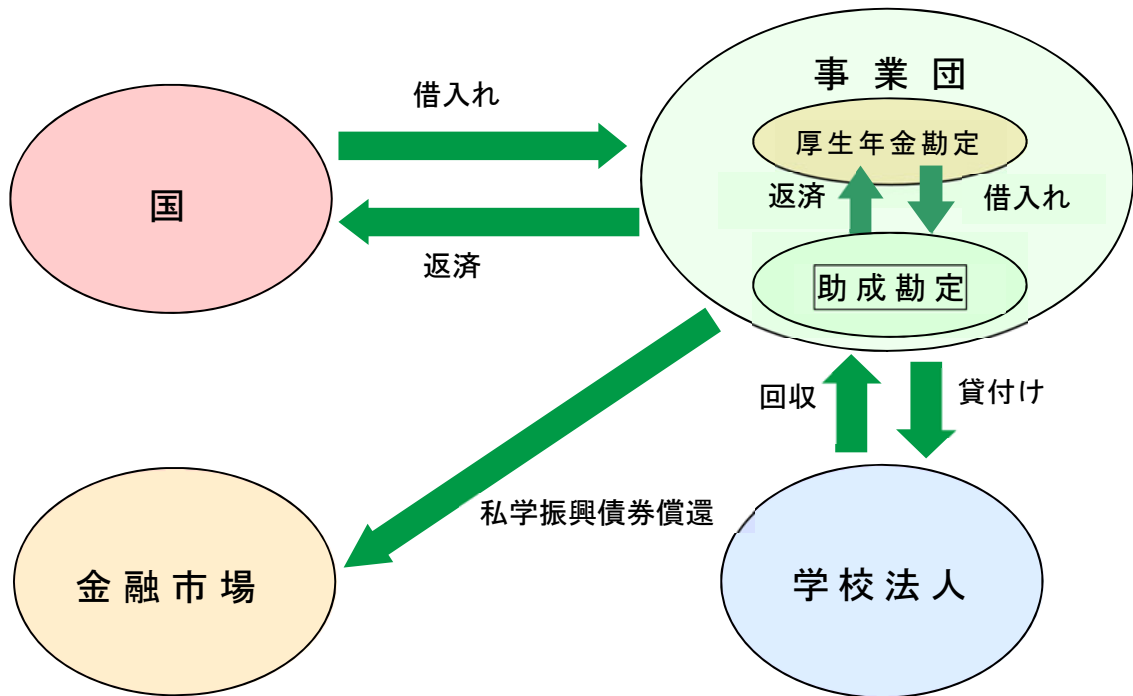 事業団
借入れ
厚生年金勘定
国
返済
借入れ
返済
助成勘定
回収
貸付け
私学振興債券償還
金融市場
学校法人